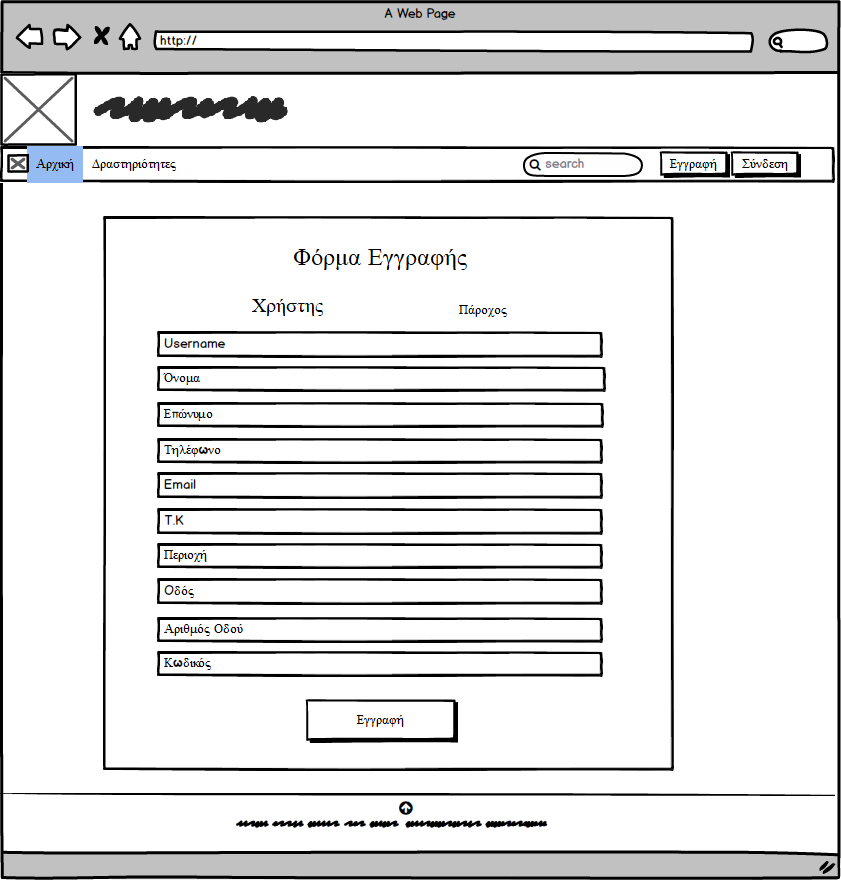 A Web Page
http://
Αρχική Δραστηριότητες search Εγγραφή Σύνδεση
Φόρμα Εγγραφής
Χρήστης Πάροχος
Username
Όνομα
Επώνυμο
Τηλέφωνο
Email
Τ.Κ
Περιοχή
Οδός
Αριθμός Οδού
Κωδικός
Εγγραφή